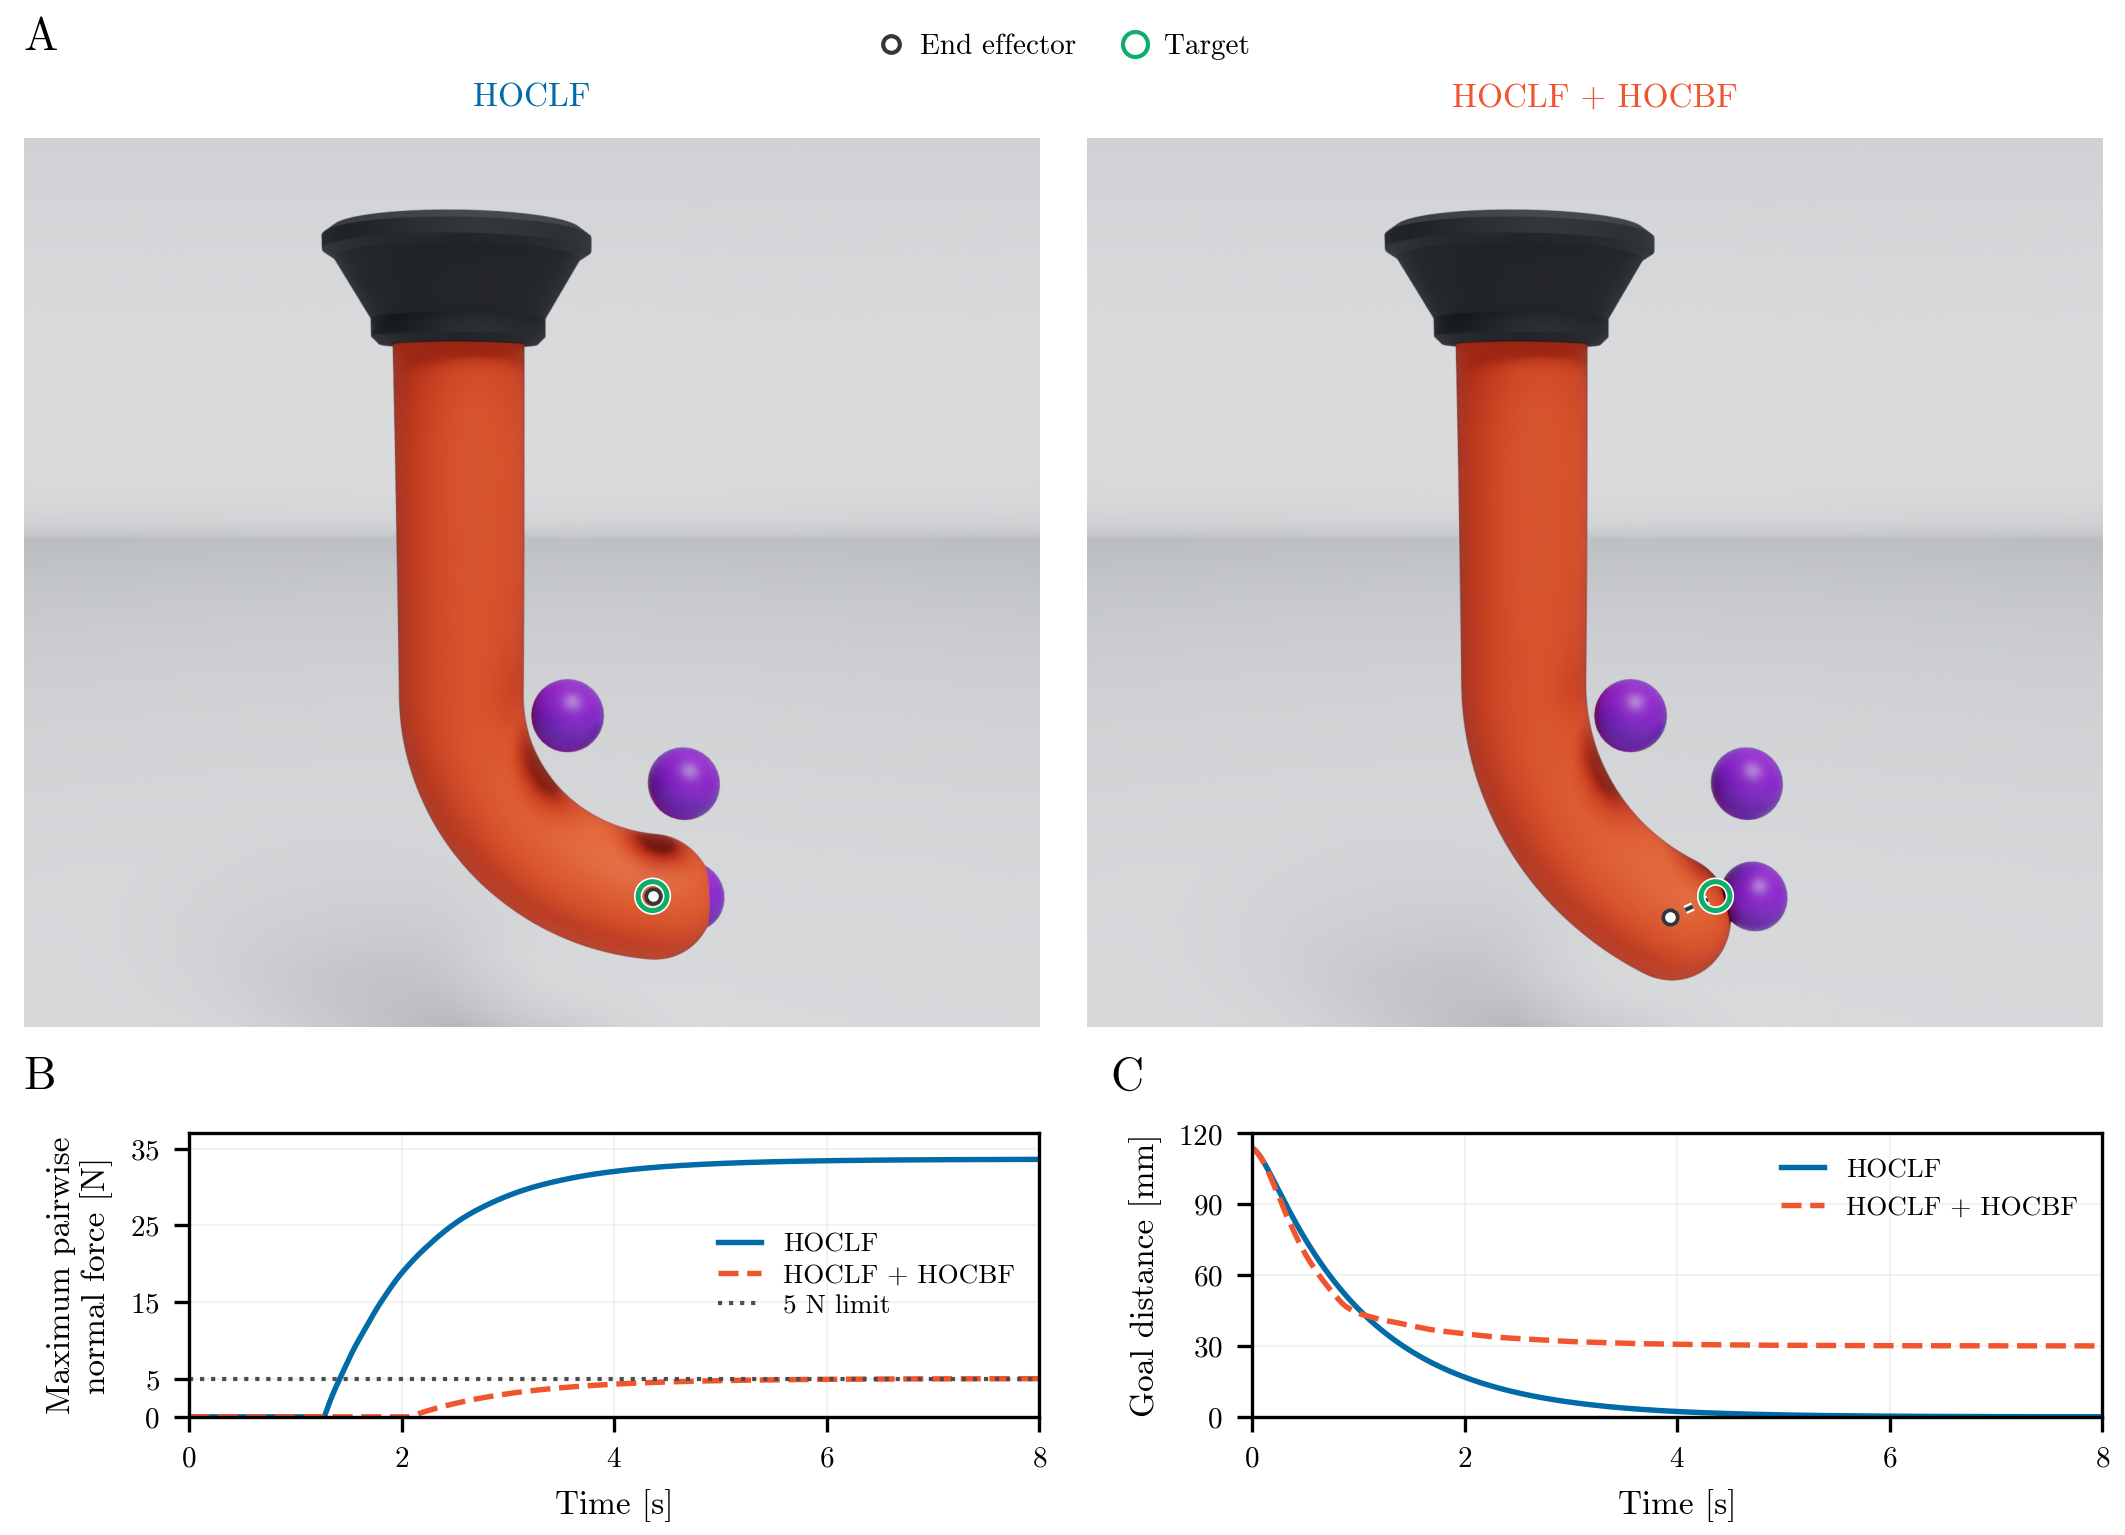 A
End effector
Target
HOCLF
HOCLF + HOCBF
B
Maximum pairwise
normal force [N]
35
25
15
5
0
HOCLF
HOCLF + HOCBF
5 N limit
0 2 4 6 8
Time [s]
C
Goal distance [mm]
120
90
60
30
0
HOCLF
HOCLF + HOCBF
0 2 4 6 8
Time [s]